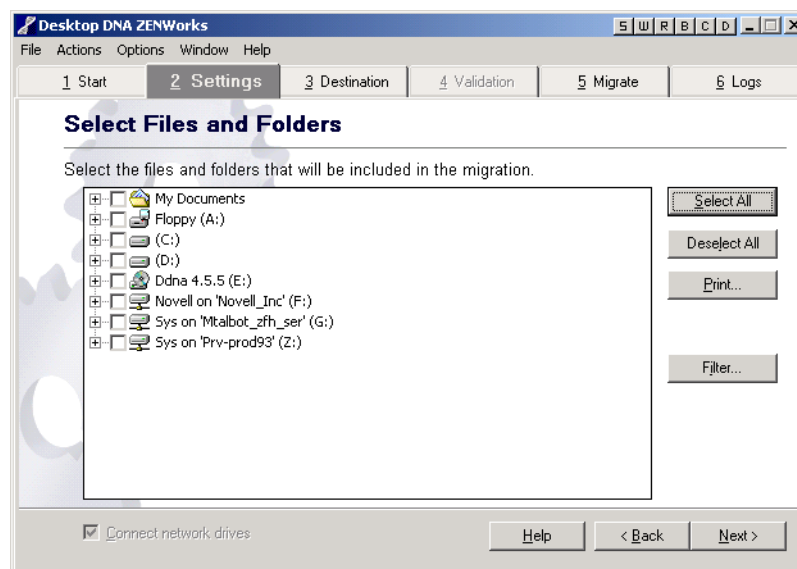 Desktop DNA ZENWorks S W R B C D
File Actions Options Window Help
1 Start 2 Settings 3 Destination 4 Validation 5 Migrate 6 Logs
Select Files and Folders
Select the files and folders that will be included in the migration.
My Documents
Floppy (A:)
(C:)
(D:)
Ddna 4.5.5 (E:)
Novell on 'Novell_Inc' (F:)
Sys on 'Mtalbot_zfh_ser' (G:)
Sys on 'Prv-prod93' (Z:)
Select All
Deselect All
Print...
Filter...
Connect network drives
Help < Back Next >